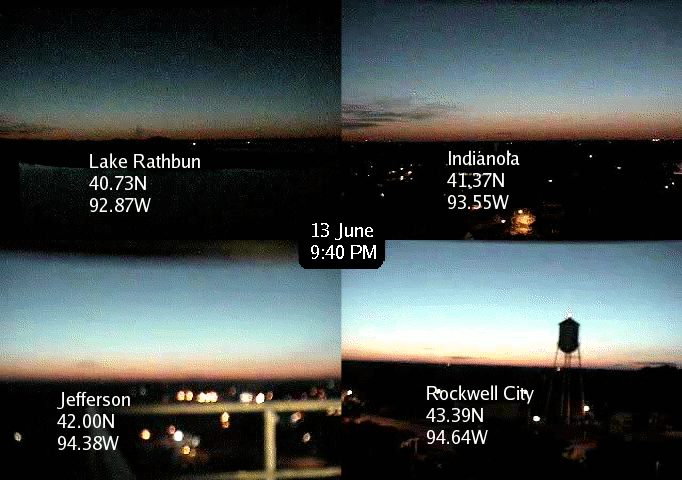 Lake Rathbun
40.73N
92.87W
Indianola
41.37N
93.55W
13 June
9:40 PM
Jefferson
42.00N
94.38W
Rockwell City
43.39N
94.64W